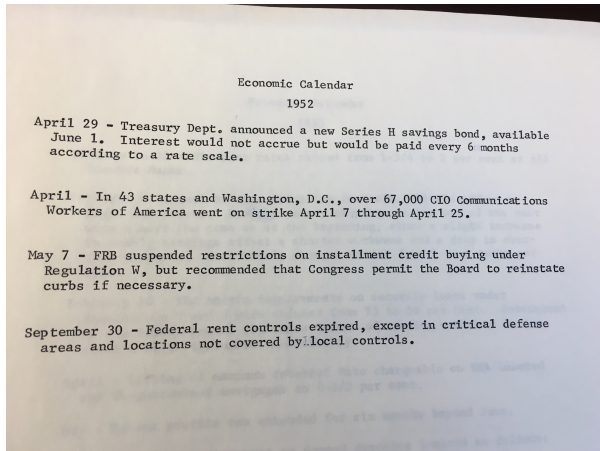 Economic Calendar
1952
April 29 - Treasury Dept. announced a new Series H savings bond, available
June 1. Interest would not accrue but would be paid every 6 months
according to a rate scale.
April - In 43 states and Washington, D.C., over 67,000 CIO Communications
Workers of America went on strike April 7 through April 25.
May 7 - FRB suspended restrictions on installment credit buying under
Regulation W, but recommended that Congress permit the Board to reinstate
curbs if necessary.
September 30 - Federal rent controls expired, except in critical defense
areas and locations not covered by local controls.